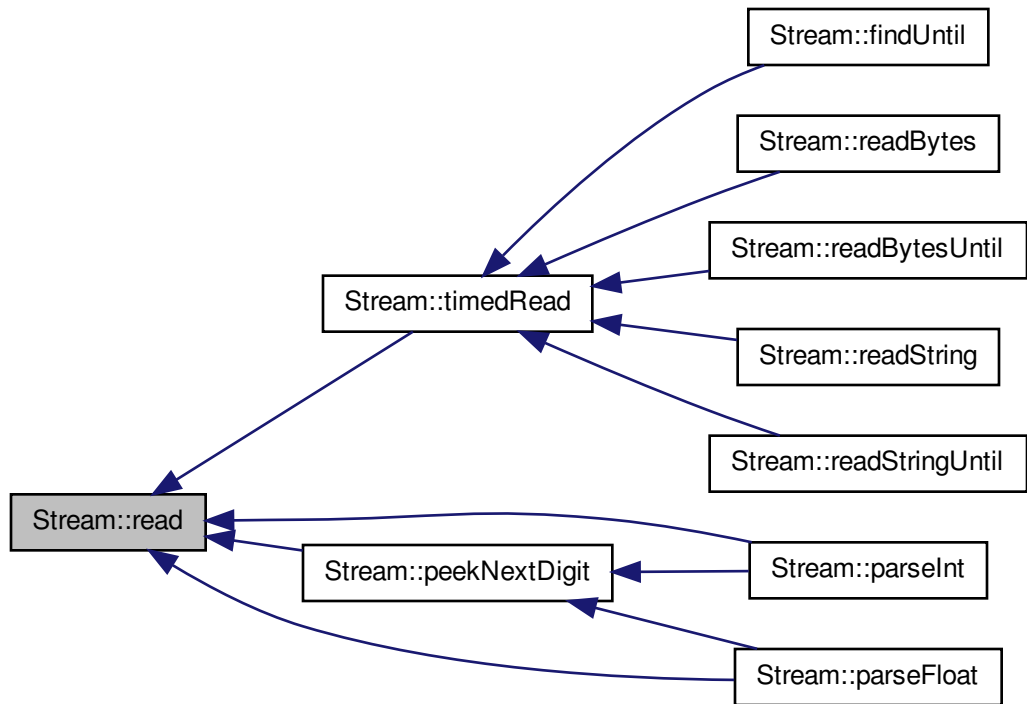 Stream::findUntil
Stream::readBytes
Stream::readBytesUntil
Stream::timedRead
Stream::readString
Stream::readStringUntil
Stream::read
Stream::peekNextDigit
Stream::parseInt
Stream::parseFloat